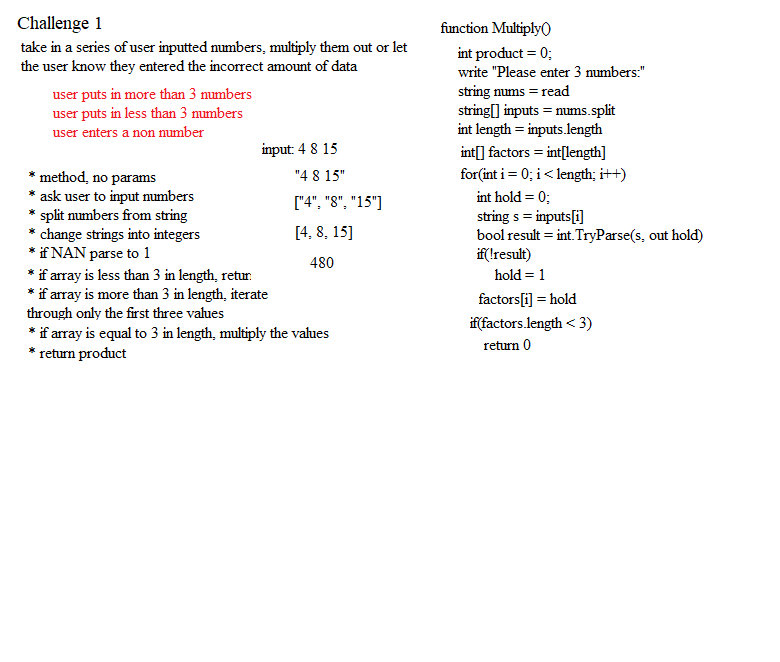 Challenge 1
take in a series of user inputted numbers, multiply them out or let
the user know they entered the incorrect amount of data
user puts in more than 3 numbers
user puts in less than 3 numbers
user enters a non number
input: 4 8 15
"4 8 15"
["4", "8", "15"]
[4, 8, 15]
480
* method, no params
* ask user to input numbers
* split numbers from string
* change strings into integers
* if NAN parse to 1
* if array is less than 3 in length, retur
* if array is more than 3 in length, iterate
through only the first three values
* if array is equal to 3 in length, multiply the values
* return product
function Multiply()
int product = 0;
write "Please enter 3 numbers:"
string nums = read
string[] inputs = nums.split
int length = inputs.length
int[] factors = int[length]
for(int i = 0; i < length; i++)
int hold = 0;
string s = inputs[i]
bool result = int.TryParse(s, out hold)
if(!result)
hold = 1
factors[i] = hold
if(factors.length < 3)
return 0